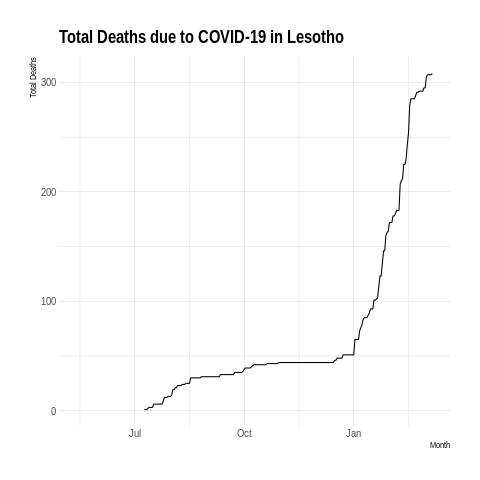 Total Deaths due to COVID-19 in Lesotho
Total Deaths
300
200
100
0
Jul Oct Jan
Month